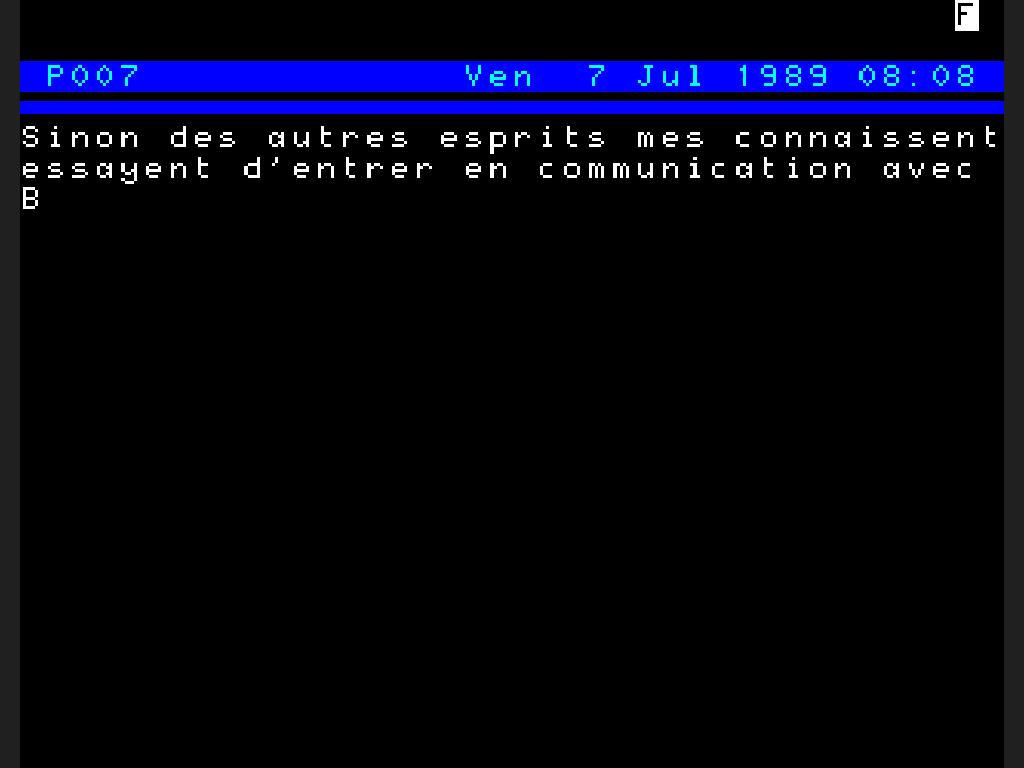 F
P007 Ven 7 Jul 1989 08:08
Sinon des autres esprits mes connaissent
essayent d'entrer en communication avec
B